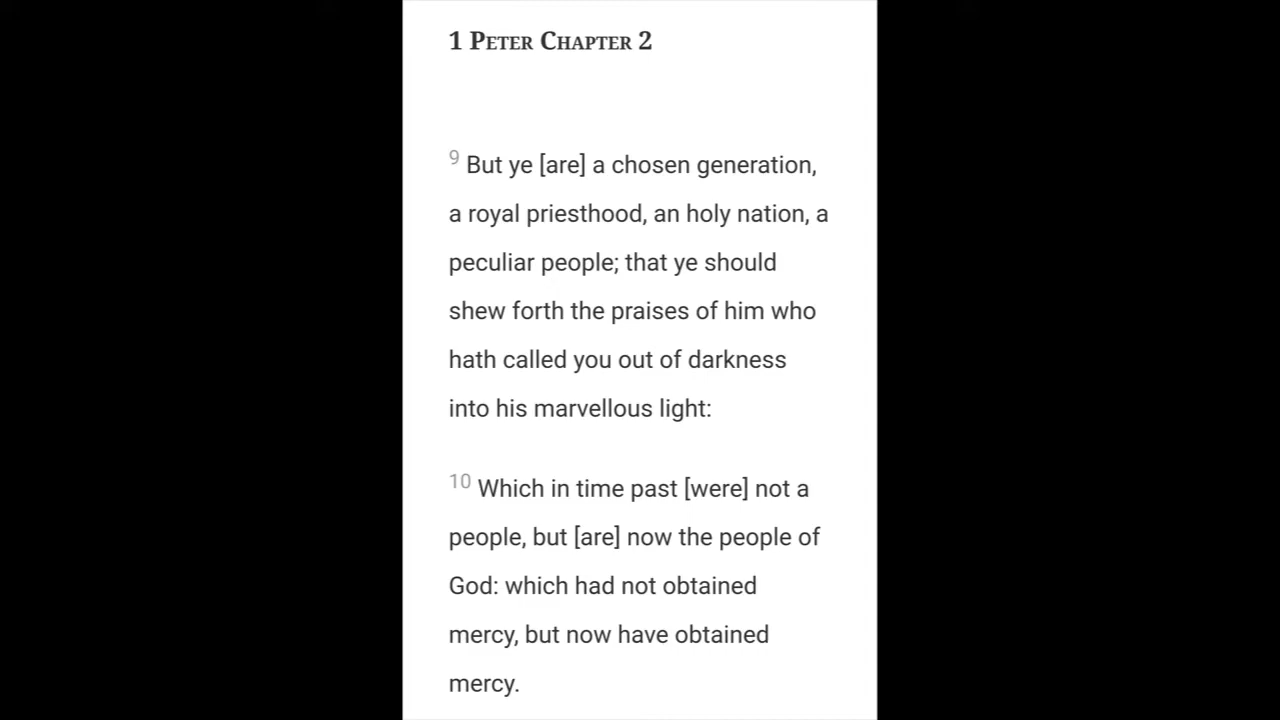 1 Peter Chapter 2
9 But ye [are] a chosen generation,
a royal priesthood, an holy nation, a
peculiar people; that ye should
shew forth the praises of him who
hath called you out of darkness
into his marvellous light:
10 Which in time past [were] not a
people, but [are] now the people of
God: which had not obtained
mercy, but now have obtained
mercy.